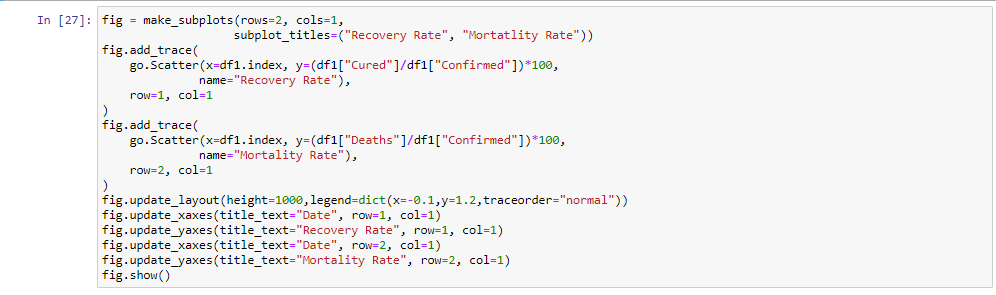 In [27]: fig = make_subplots(rows=2, cols=1,
                    subplot_titles=("Recovery Rate", "Mortatlity Rate"))
fig.add_trace(
    go.Scatter(x=df1.index, y=(df1["Cured"]/df1["Confirmed"])*100,
               name="Recovery Rate"),
    row=1, col=1
)
fig.add_trace(
    go.Scatter(x=df1.index, y=(df1["Deaths"]/df1["Confirmed"])*100,
               name="Mortality Rate"),
    row=2, col=1
)
fig.update_layout(height=1000,legend=dict(x=-0.1,y=1.2,traceorder="normal"))
fig.update_xaxes(title_text="Date", row=1, col=1)
fig.update_yaxes(title_text="Recovery Rate", row=1, col=1)
fig.update_xaxes(title_text="Date", row=2, col=1)
fig.update_yaxes(title_text="Mortality Rate", row=2, col=1)
fig.show()